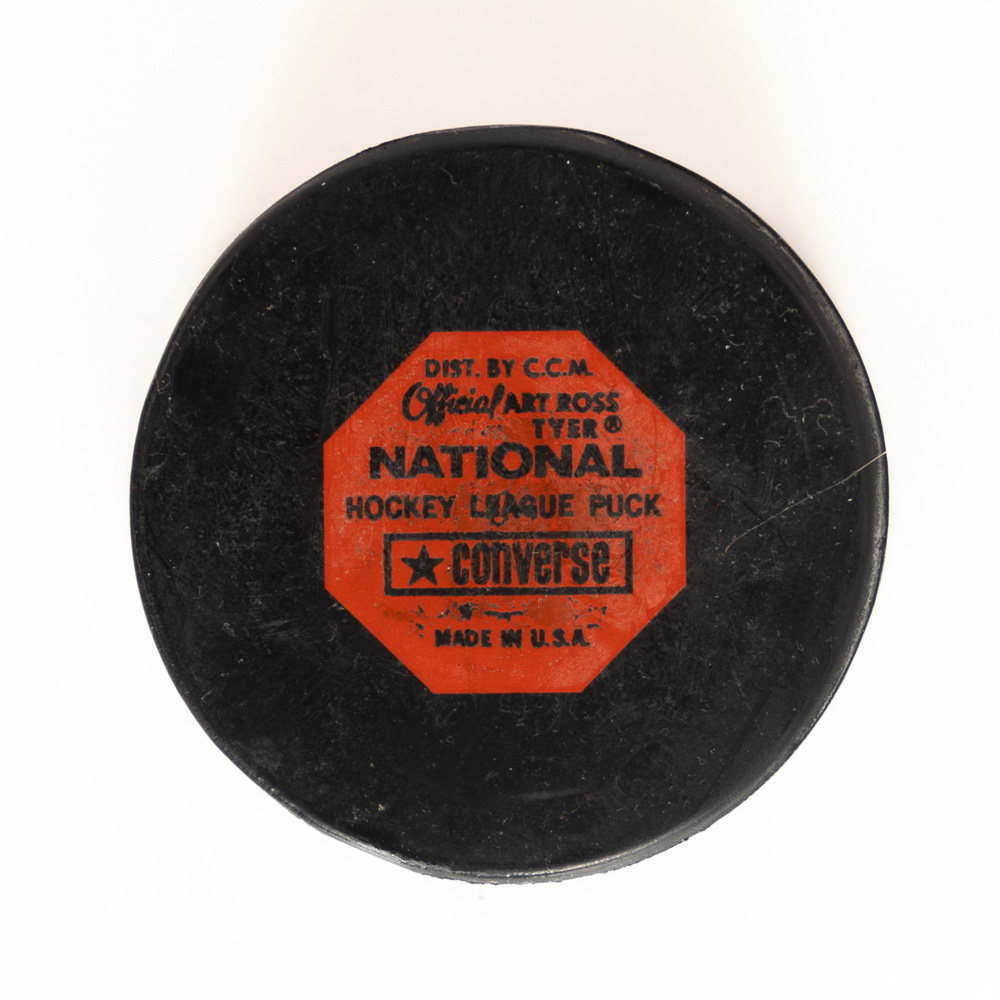 DIST. BY C.C.M.
Official ART ROSS
TYER ®
NATIONAL
HOCKEY LEAGUE PUCK
★ converse
MADE IN U.S.A.